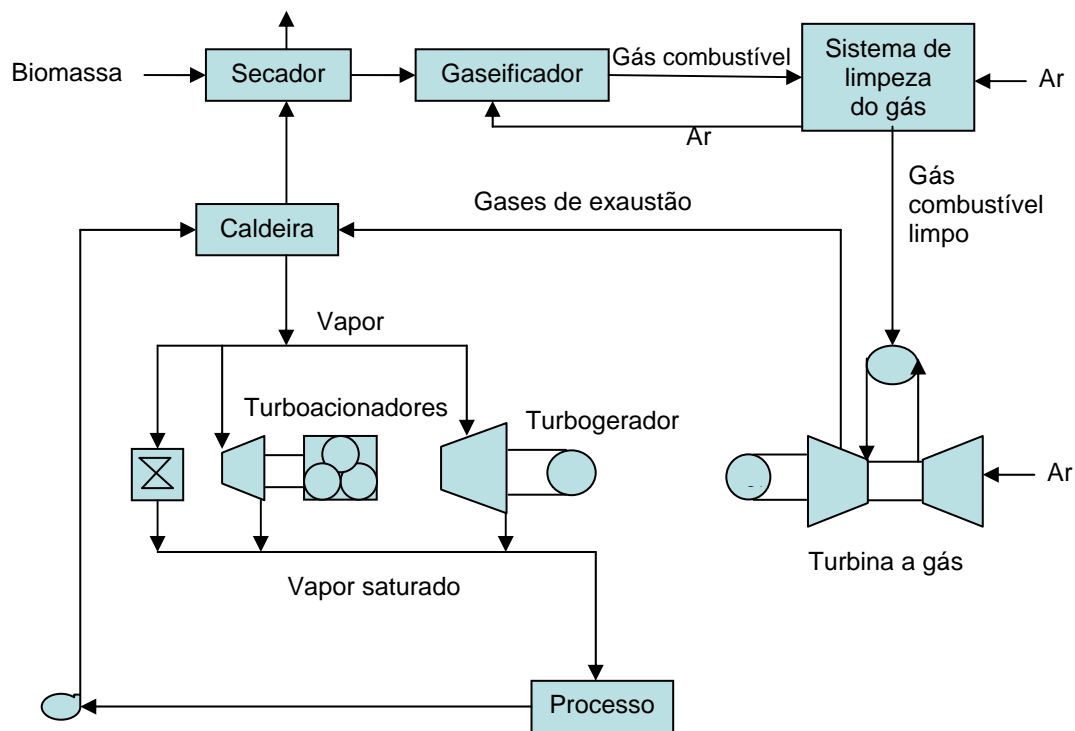 Biomassa
Secador
Gaseificador
Gás combustível
Sistema de
limpeza
do gás
Ar
Ar
Gás
combustível
limpo
Caldeira
Gases de exaustão
Vapor
Turboacionadores
Turbogerador
Ar
Turbina a gás
Vapor saturado
Processo